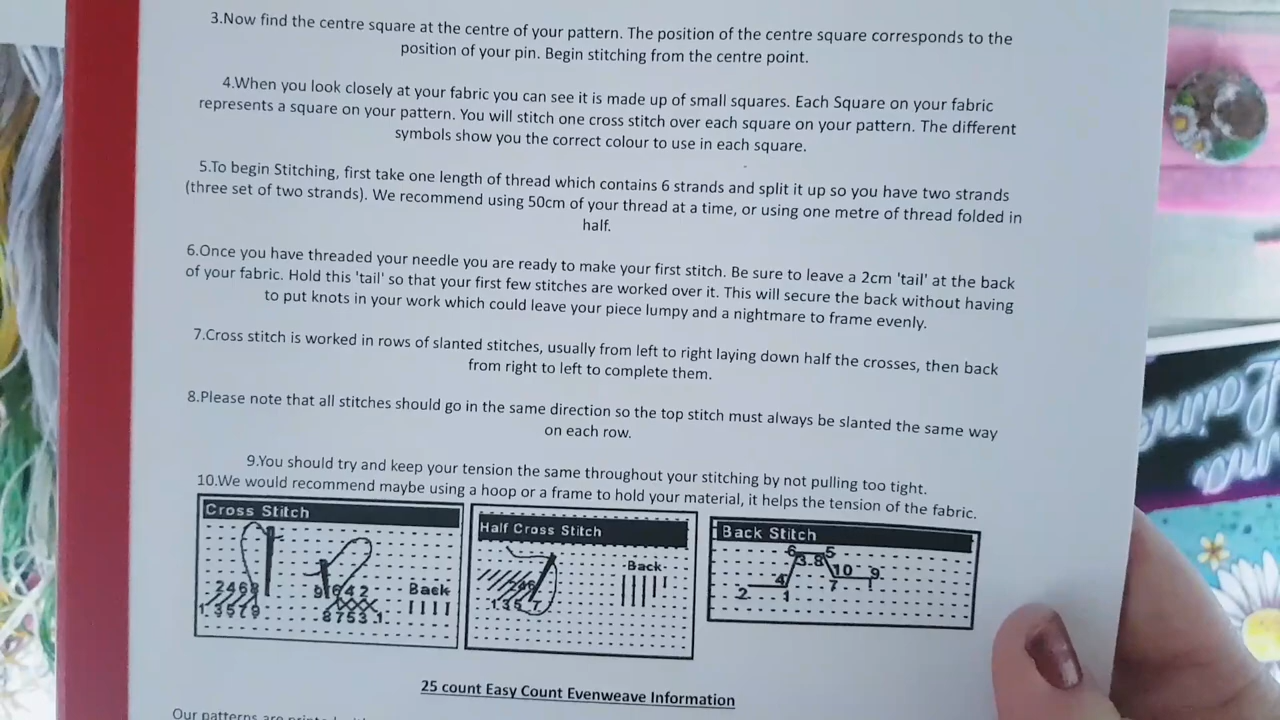 3.Now find the centre square at the centre of your pattern. The position of the centre square corresponds to the
position of your pin. Begin stitching from the centre point.
4.When you look closely at your fabric you can see it is made up of small squares. Each Square on your fabric
represents a square on your pattern. You will stitch one cross stitch over each square on your pattern. The different
symbols show you the correct colour to use in each square.
5.To begin Stitching, first take one length of thread which contains 6 strands and split it up so you have two strands
(three set of two strands). We recommend using 50cm of your thread at a time, or using one metre of thread folded in
half.
6.Once you have threaded your needle you are ready to make your first stitch. Be sure to leave a 2cm 'tail' at the back
of your fabric. Hold this 'tail' so that your first few stitches are worked over it. This will secure the back without having
to put knots in your work which could leave your piece lumpy and a nightmare to frame evenly.
7.Cross stitch is worked in rows of slanted stitches, usually from left to right laying down half the crosses, then back
from right to left to complete them.
8.Please note that all stitches should go in the same direction so the top stitch must always be slanted the same way
on each row.
9.You should try and keep your tension the same throughout your stitching by not pulling too tight.
10.We would recommend maybe using a hoop or a frame to hold your material, it helps the tension of the fabric.
Cross Stitch
2468
13579
9642
87531
Back
Half Cross Stitch
Back
Back Stitch
6 5
3 8
4 10 9
2 1 7
25 count Easy Count Evenweave Information
Our patterns are